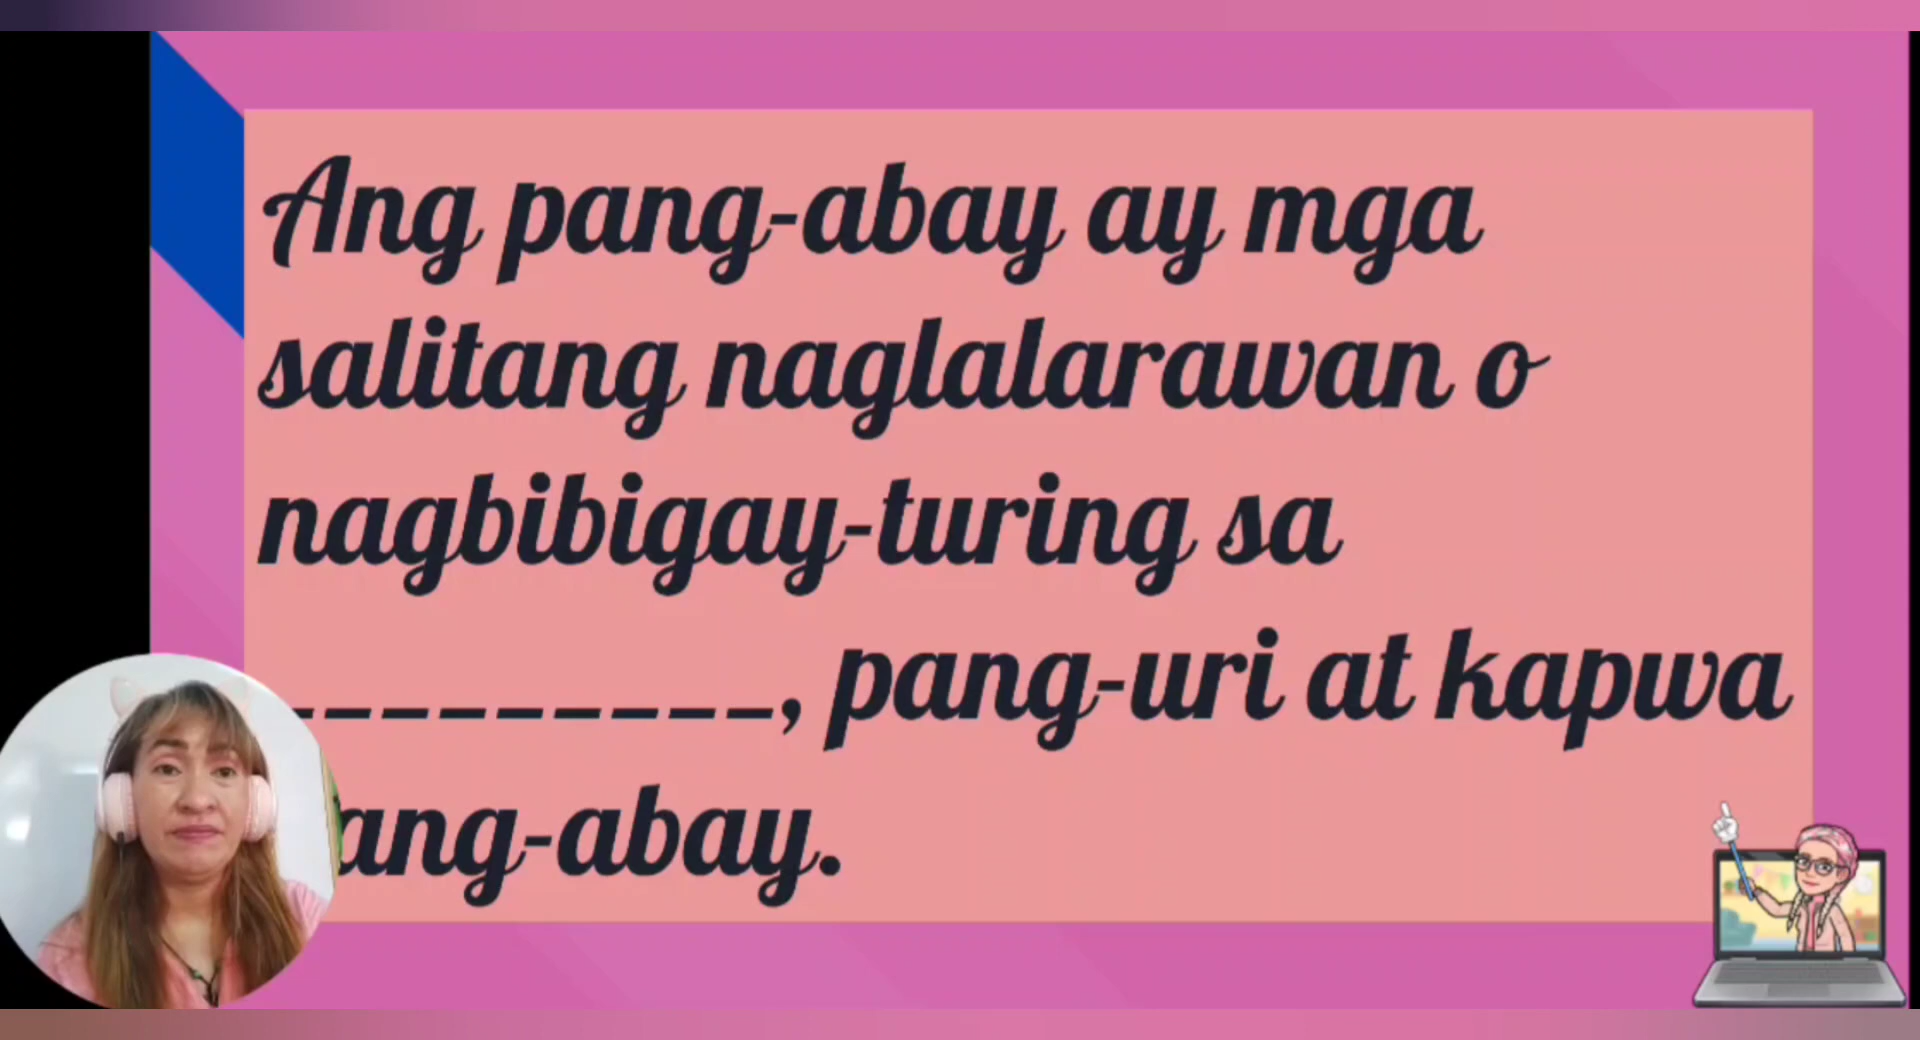 Ang pang-abay ay mga
salitang naglalarawan o
nagbibigay-turing sa
_________, pang-uri at kapwa
ang-abay.